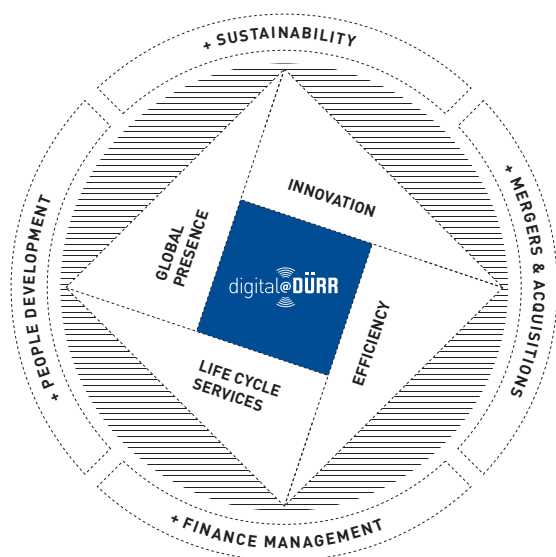 + SUSTAINABILITY
+ MERGERS & ACQUISITIONS
+ PEOPLE DEVELOPMENT
INNOVATION
GLOBAL
PRESENCE
digital@DÜRR
EFFICIENCY
LIFE CYCLE
SERVICES
+ FINANCE MANAGEMENT